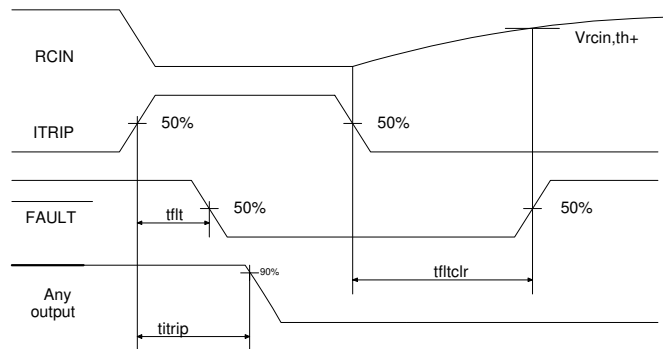 Vrcin,th+
RCIN
50%
50%
ITRIP
50%
50%
FAULT
tflt
90%
tfltclr
Any
output
titrip